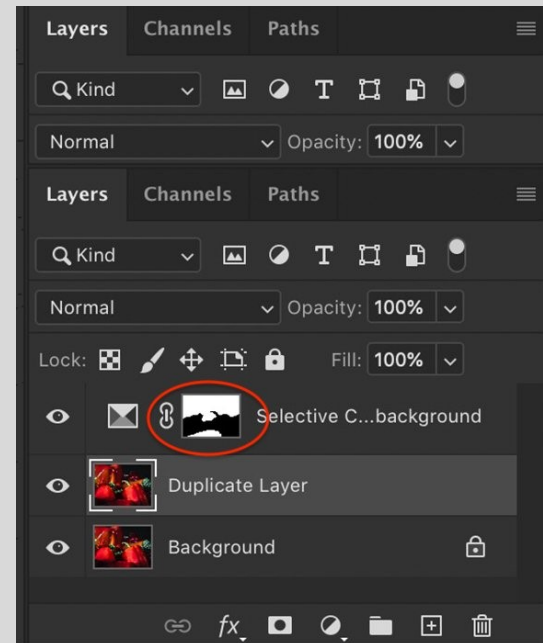 Layers Channels Paths
Kind
Normal Opacity: 100%
Layers Channels Paths
Kind
Normal Opacity: 100%
Lock: Fill: 100%
Selective C...background
Duplicate Layer
Background
fx